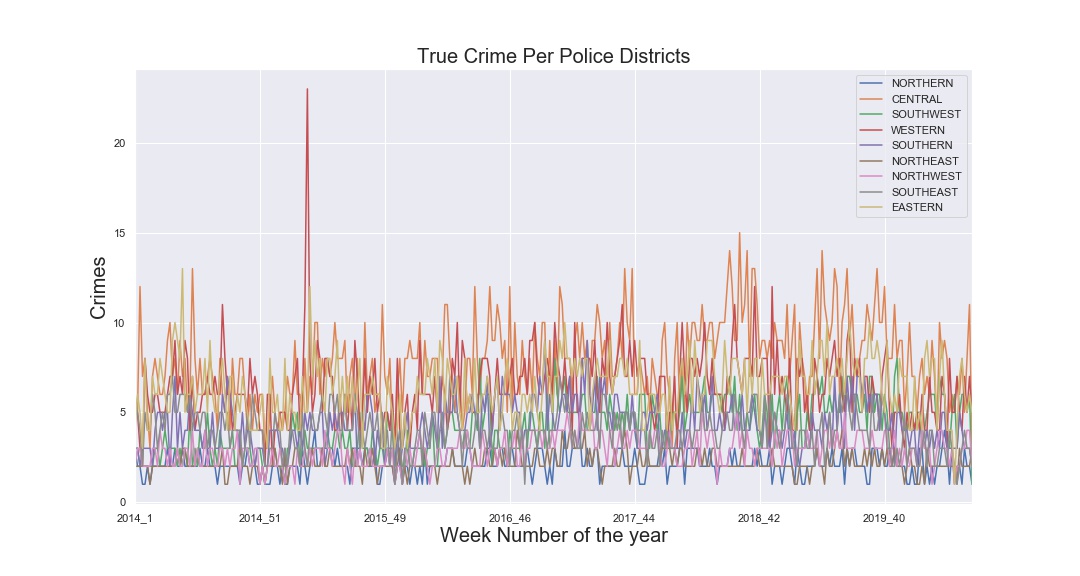 True Crime Per Police Districts
NORTHERN
CENTRAL
SOUTHWEST
WESTERN
SOUTHERN
NORTHEAST
NORTHWEST
SOUTHEAST
EASTERN
Crimes
20
15
10
5
0
2014_1 2014_51 2015_49 2016_46 2017_44 2018_42 2019_40
Week Number of the year